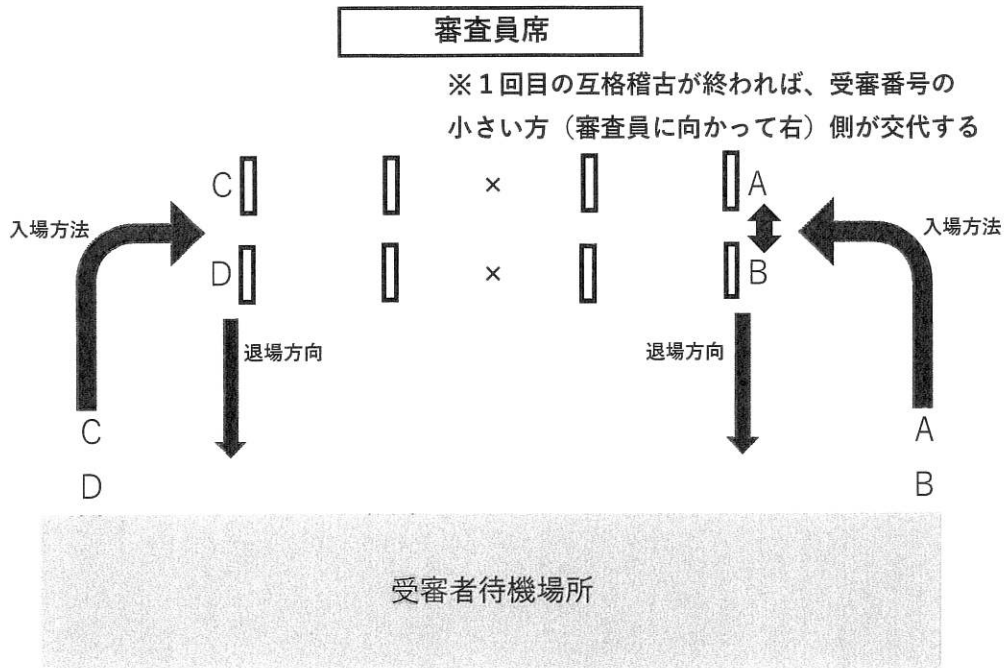 審査員席
※１回目の互格稽古が終われば、受審番号の
小さい方（審査員に向かって右）側が交代する
C × A
入場方法 入場方法
D × B
退場方向 退場方向
C A
D B
受審者待機場所